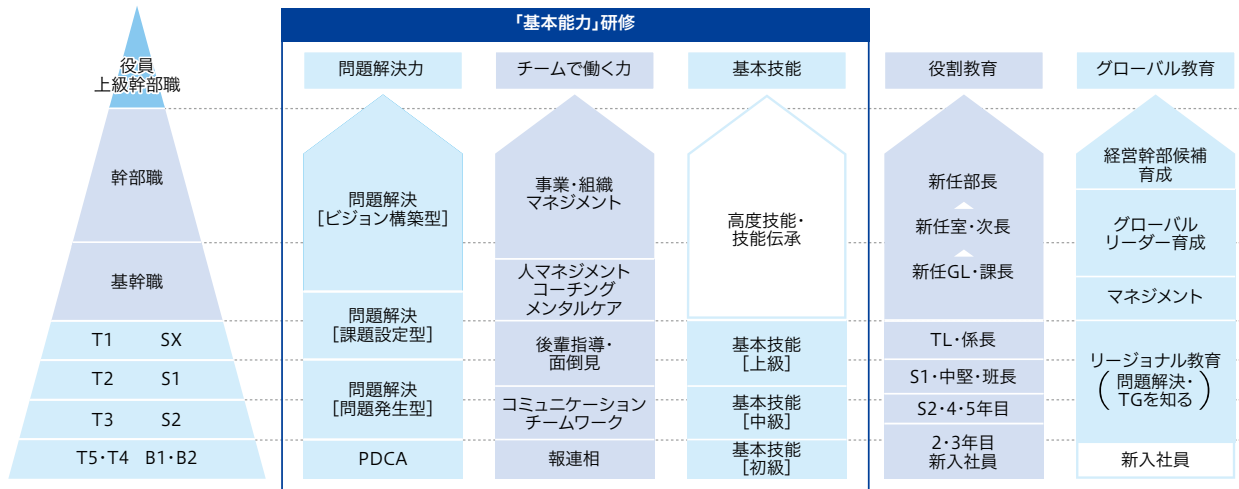 「基本能力」研修
役員
上級幹部職
幹部職
基幹職
T1 SX
T2 S1
T3 S2
T5・T4 B1・B2
問題解決力
問題解決
[ビジョン構築型]
問題解決
[課題設定型]
問題解決
[問題発生型]
PDCA
チームで働く力
事業・組織
マネジメント
人マネジメント
コーチング
メンタルケア
後輩指導・
面倒見
コミュニケーション
チームワーク
報連相
基本技能
高度技能・
技能伝承
基本技能
[上級]
基本技能
[中級]
基本技能
[初級]
役割教育
新任部長
新任室・次長
新任GL・課長
TL・係長
S1・中堅・班長
S2・4・5年目
2・3年目
新入社員
グローバル教育
経営幹部候補
育成
グローバル
リーダー育成
マネジメント
リージョナル教育
(問題解決・
TGを知る)
新入社員